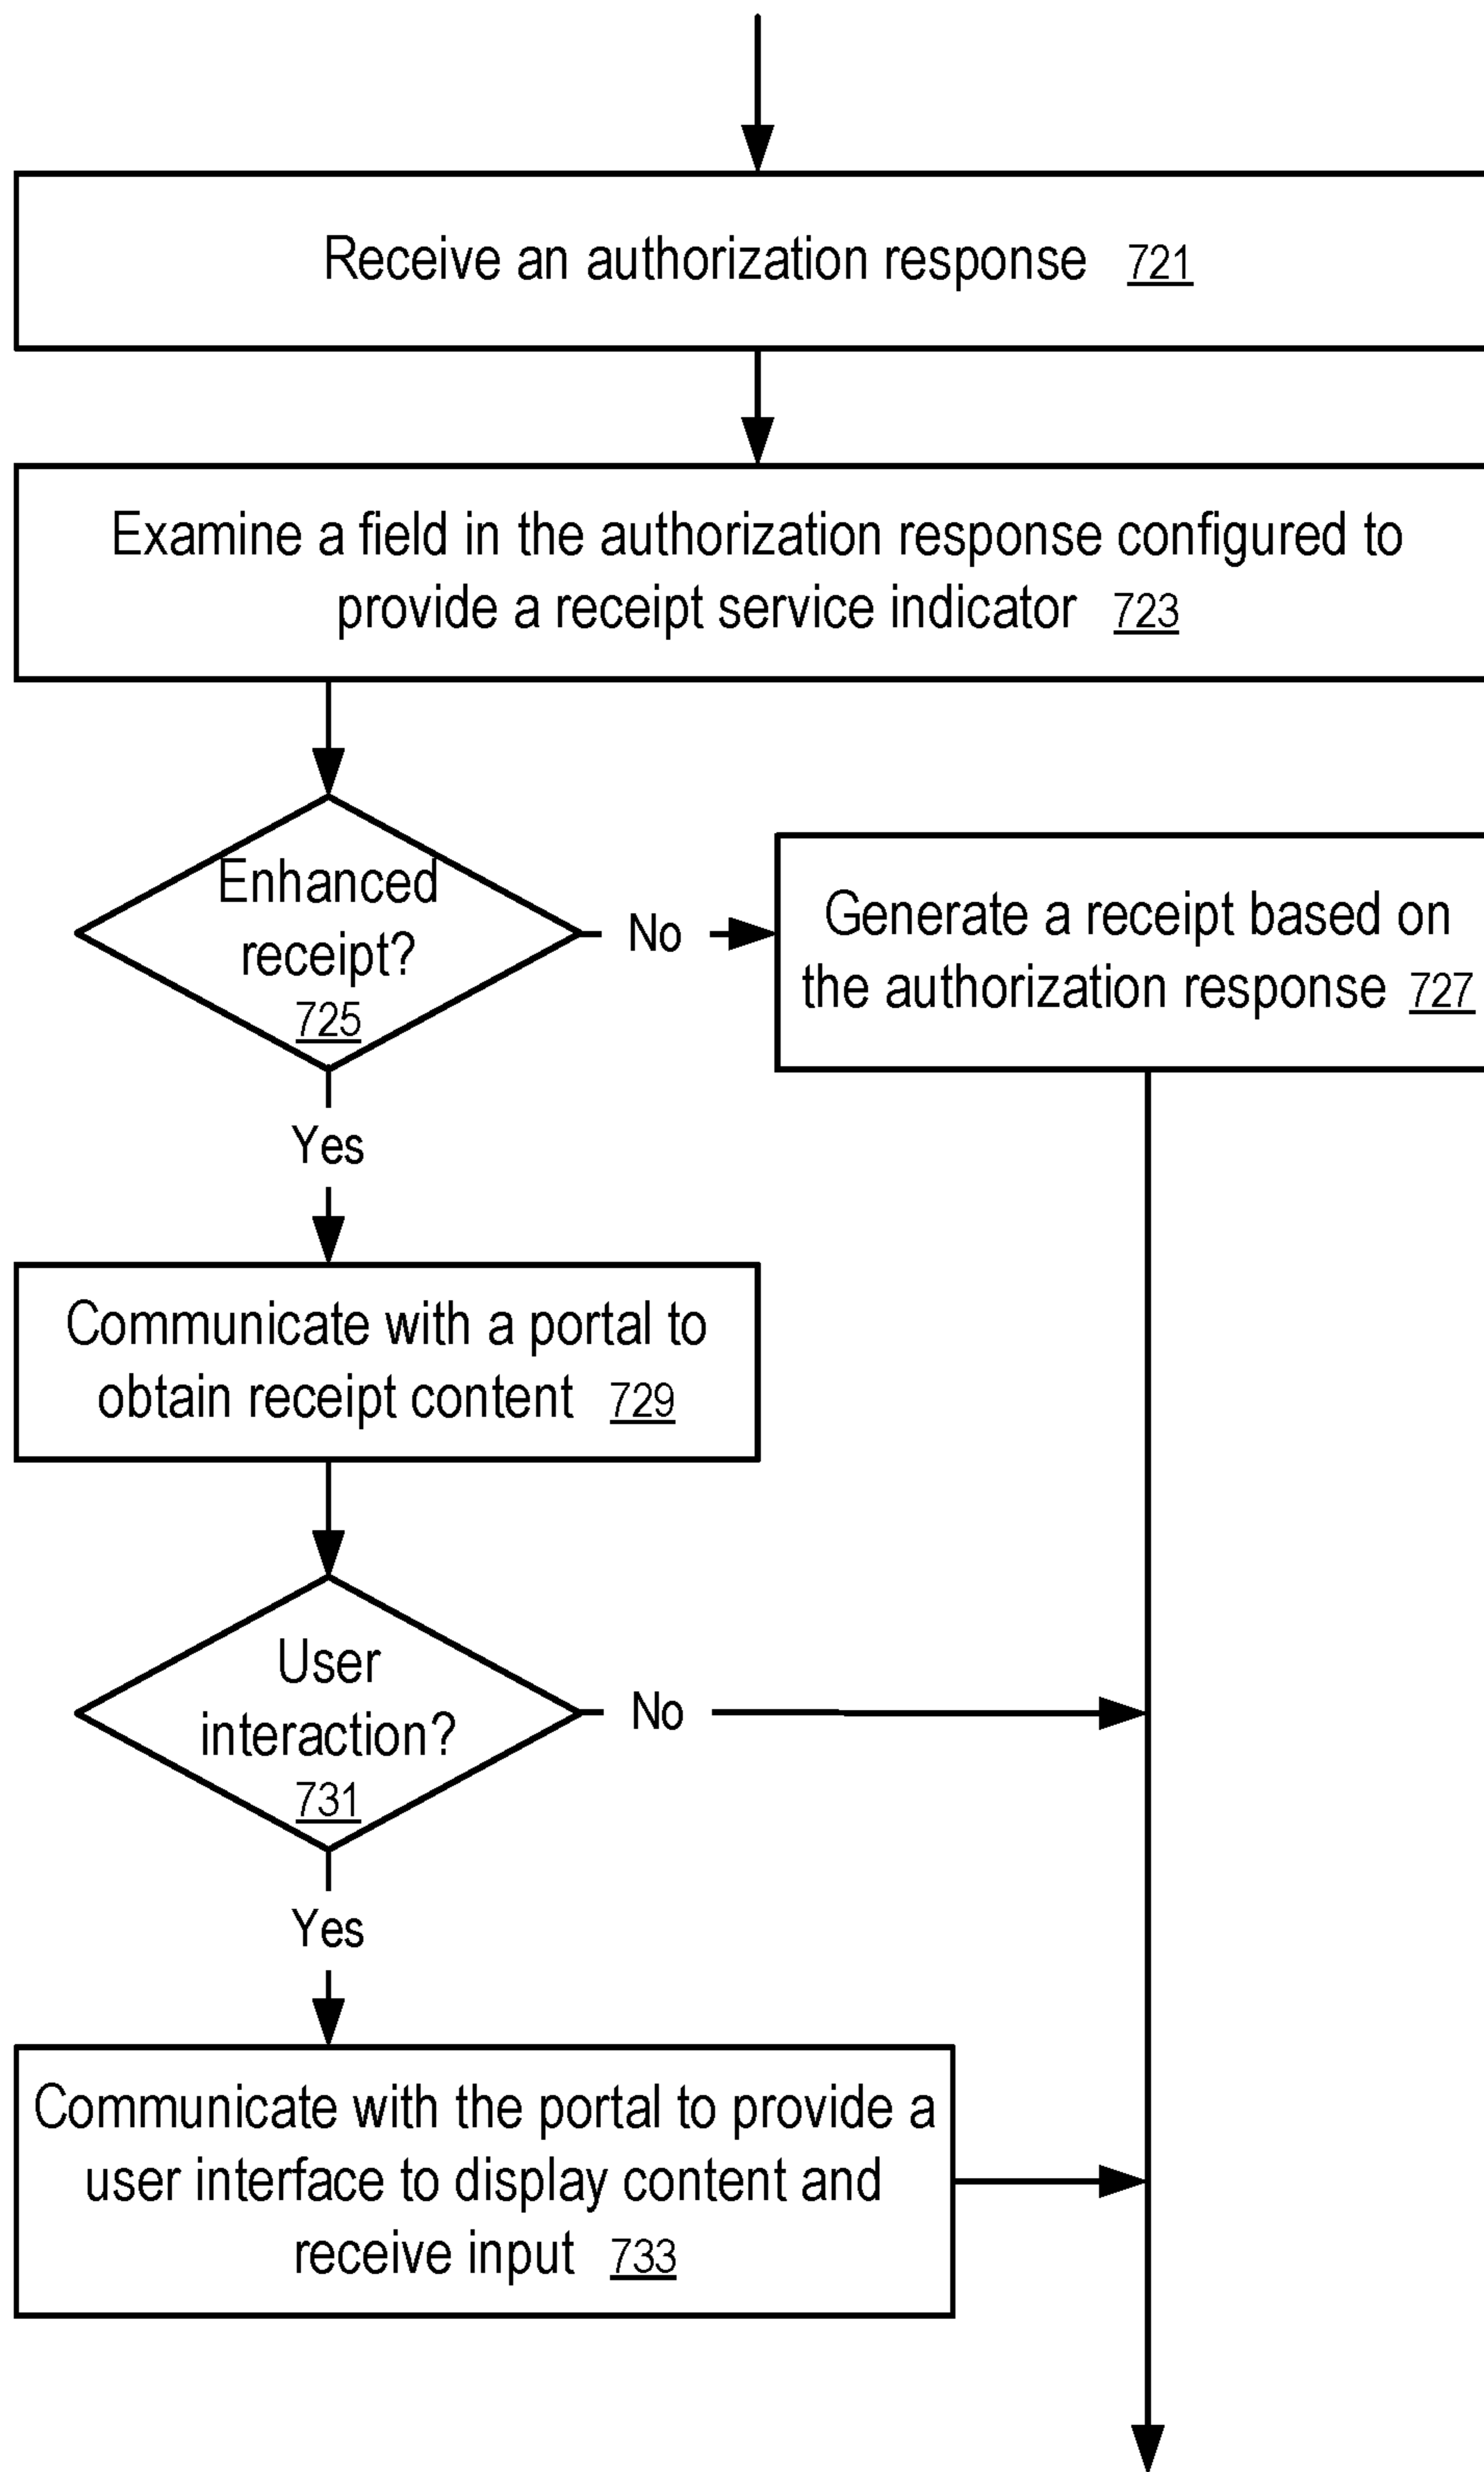 Receive an authorization response 721
Examine a field in the authorization response configured to
provide a receipt service indicator 723
Enhanced
receipt?
725
No
Generate a receipt based on
the authorization response 727
Yes
Communicate with a portal to
obtain receipt content 729
User
interaction?
731
No
Yes
Communicate with the portal to provide a
user interface to display content and
receive input 733